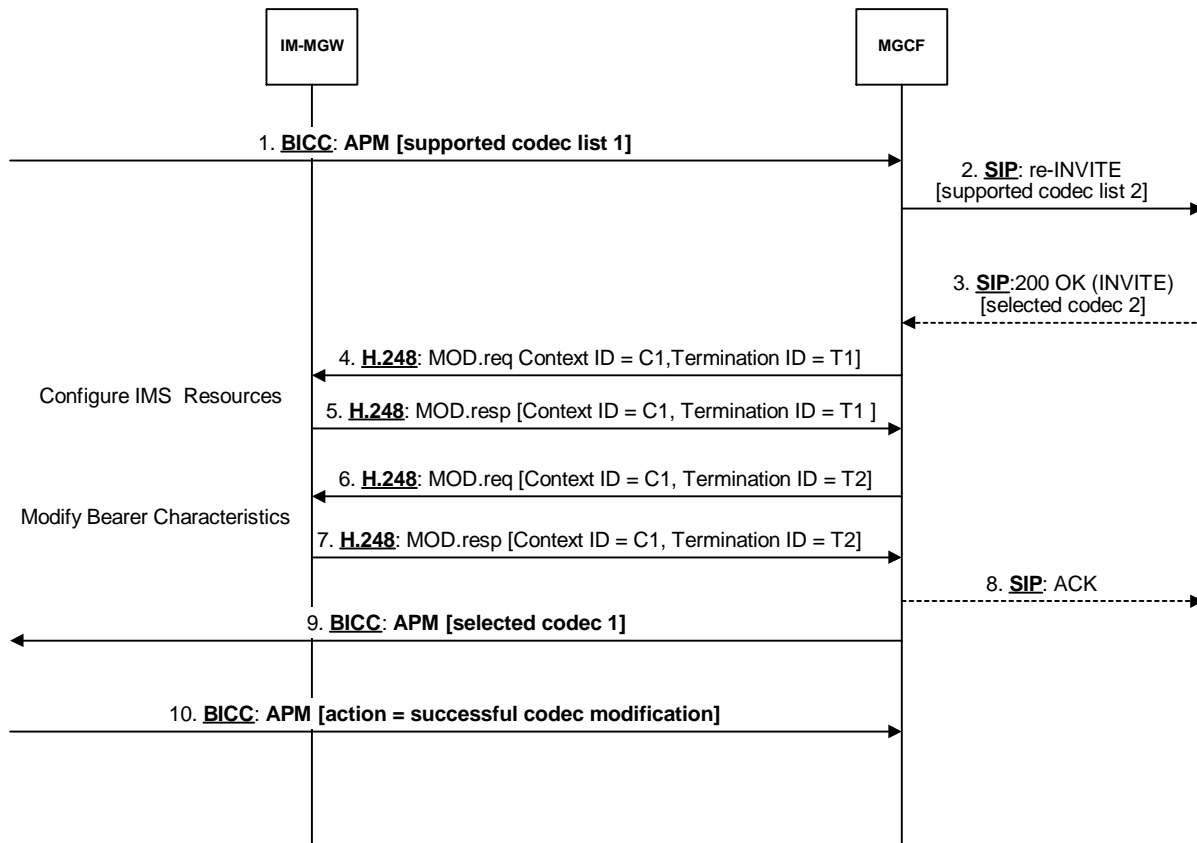 IM-MGW
MGCF
1. BICC: APM [supported codec list 1]
2. SIP: re-INVITE
[supported codec list 2]
3. SIP:200 OK (INVITE)
[selected codec 2]
4. H.248: MOD.req Context ID = C1,Termination ID = T1]
Configure IMS Resources
5. H.248: MOD.resp [Context ID = C1, Termination ID = T1 ]
6. H.248: MOD.req [Context ID = C1, Termination ID = T2]
Modify Bearer Characteristics
7. H.248: MOD.resp [Context ID = C1, Termination ID = T2]
8. SIP: ACK
9. BICC: APM [selected codec 1]
10. BICC: APM [action = successful codec modification]